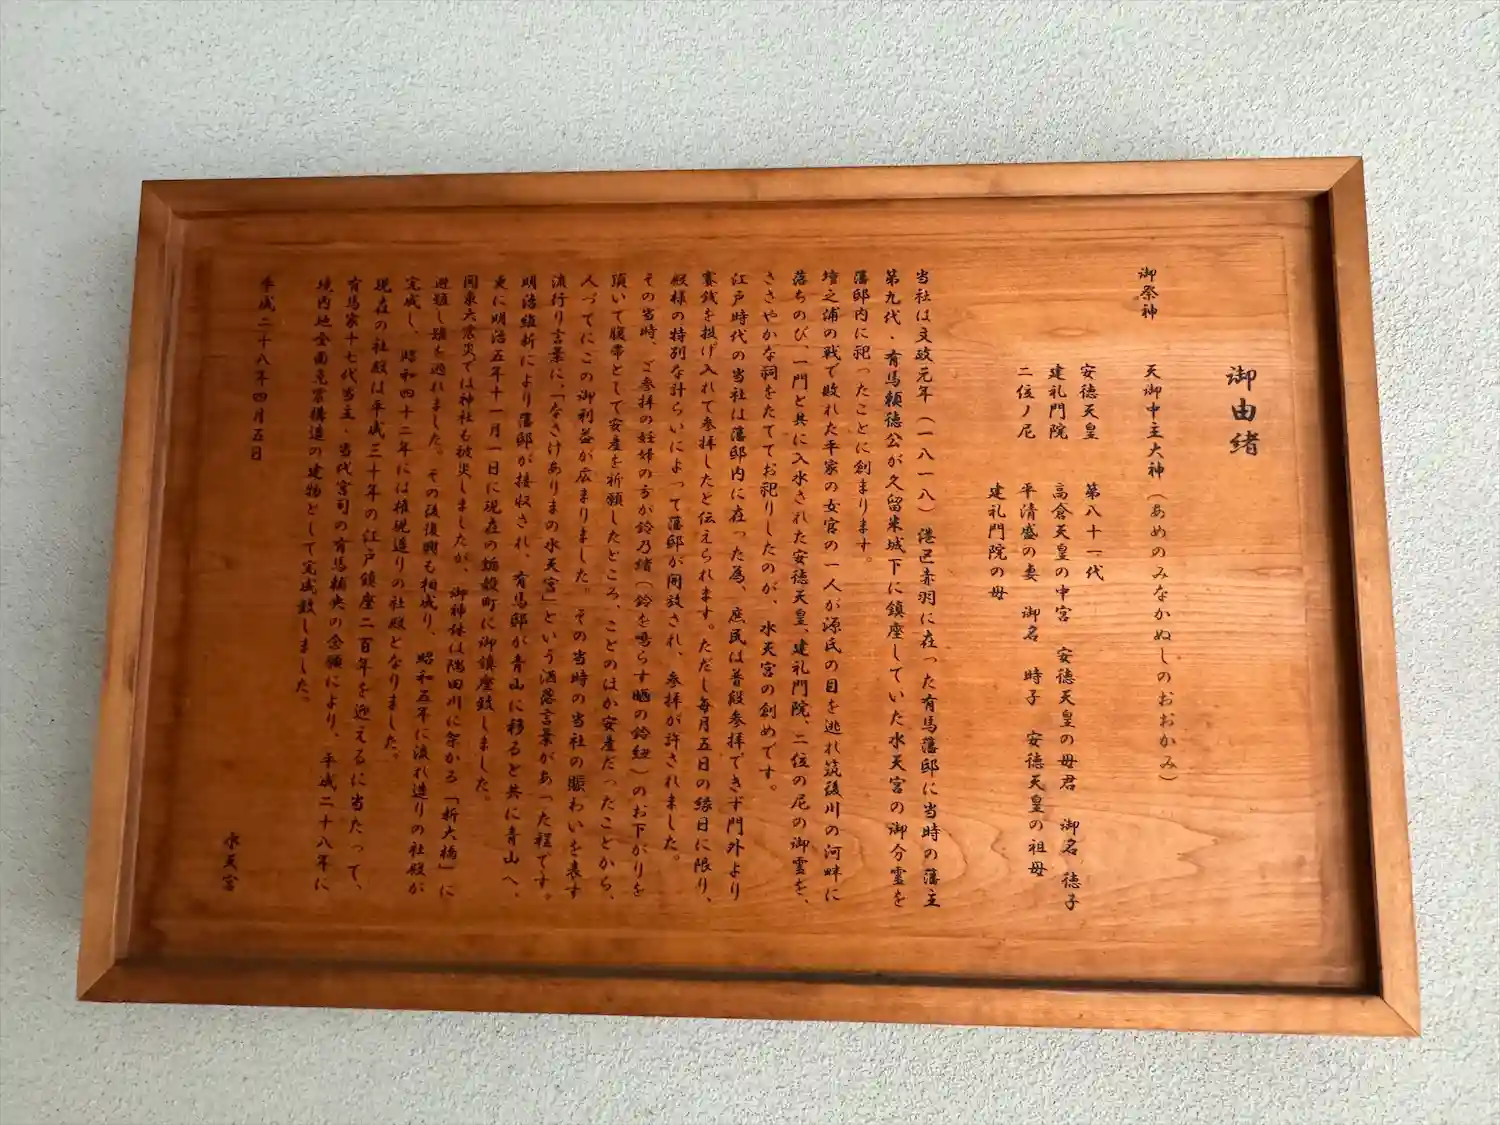 御由緒
御祭神　天御中主大神（あめのみなかぬしのおおかみ）
安徳天皇　第八十一代
建礼門院　高倉天皇の中宮　安徳天皇の母君　御名　徳子
二位ノ尼　平清盛の妻　御名　時子　安徳天皇の祖母
建礼門院の母
当社は文政元年（一八一八）港区赤羽に在った有馬藩邸に当時の藩主
第九代・有馬頼徳公が久留米城下に鎮座していた水天宮の御分霊を
藩邸内に祀ったことに創まります。
壇之浦の戦で敗れた平家の女官の一人が源氏の目を逃れ筑後川の河畔に
落ちのび、一門と共に入水された安徳天皇、建礼門院、二位の尼の御霊を、
ささやかな祠をたててお祀りしたのが、水天宮の創めです。
江戸時代の当社は藩邸内に在った為、庶民は普段参拝できず門外より
賽銭を投げ入れて参拝したと伝えられます。ただし毎月五日の縁日に限り、
殿様の特別な計らいによって藩邸が開放され、参拝が許されました。
その当時、ご参拝の妊婦の方が鈴乃緒（鈴を鳴らす晒の鈴紐）のお下がりを
頂いて腹帯として安産を祈願したところ、ことのほか安産だったことから、
人づてにこの御利益が広まりました。その当時の当社の賑わいを表す
流行り言葉に、「なさけありまの水天宮」という洒落言葉があった程です。
明治維新により藩邸が接収され、有馬邸が青山に移ると共に青山へ、
更に明治五年十一月一日に現在の蛎殻町に御鎮座致しました。
関東大震災では神社も被災しましたが、御神体は隅田川に架かる「新大橋」に
避難し難を逃れました。その後復興も相成り、昭和五年に流れ造りの社殿が
完成し、昭和四十二年には権現造りの社殿となりました。
現在の社殿は平成三十年の江戸鎮座二百年を迎えるに当たって、
有馬家十七代当主・当代宮司の有馬頼央の念願により、平成二十八年に
境内地全面免震構造の建物として完成致しました。
平成二十八年四月五日
水天宮